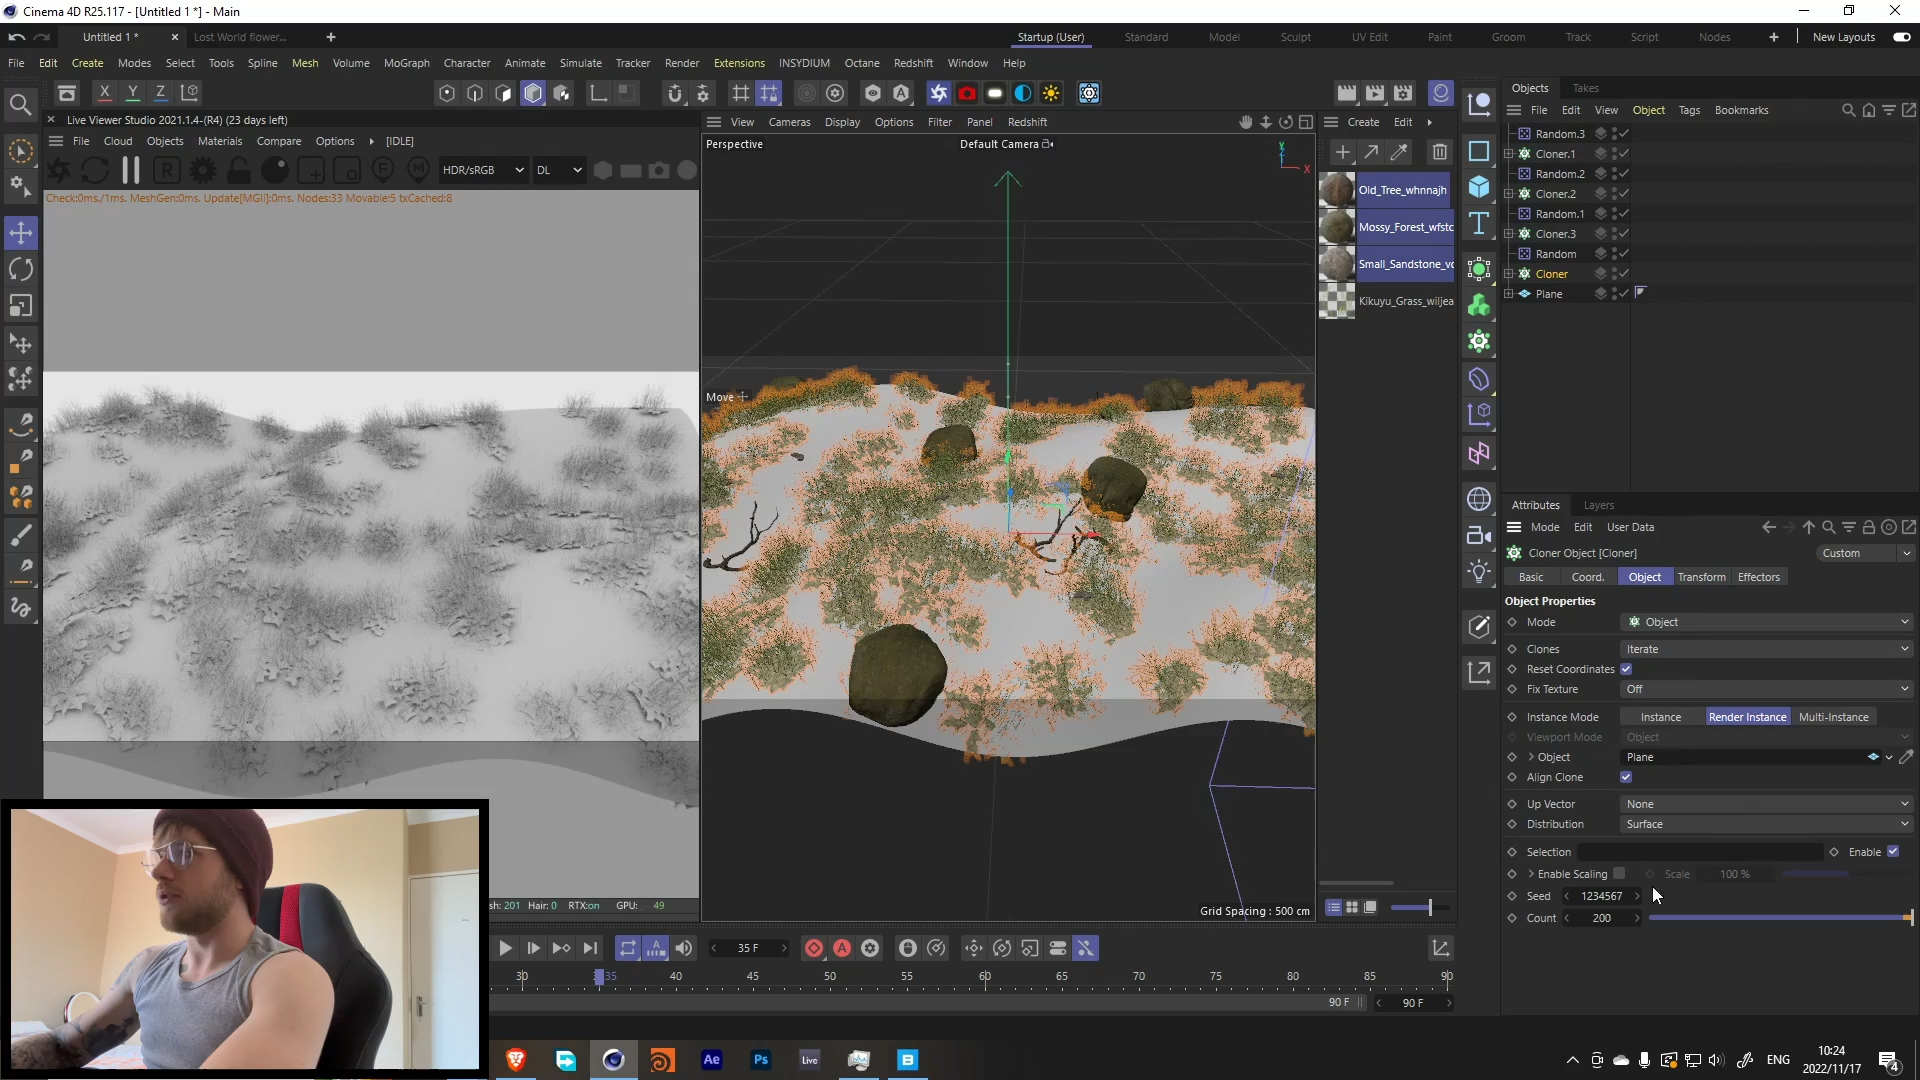 Cinema 4D R25.117 - [Untitled 1 *] - Main
Untitled 1 *
Lost World flower...
Startup (User)
Standard
Model
Sculpt
UV Edit
Paint
Groom
Track
Script
Nodes
New Layouts
File Edit Create Modes Select Tools Spline Mesh Volume MoGraph Character Animate Simulate Tracker Render Extensions INSYDIUM Octane Redshift Window Help
X Y Z
Live Viewer Studio 2021.1.4-(R4) (23 days left)
File Cloud Objects Materials Compare Options [IDLE]
HDR/sRGB
DL
Check:0ms./1ms. MeshGen:0ms. Update[MGI]:0ms. Nodes:33 Movable:5 txCached:8
View Cameras Display Options Filter Panel Redshift
Perspective
Default Camera
Y
X
Move
Grid Spacing : 500 cm
Create Edit
Old_Tree_whnnajh
Mossy_Forest_wfstc
Small_Sandstone_vc
Kikuyu_Grass_wiljea
Objects Takes
File Edit View Object Tags Bookmarks
Random.3
Cloner.1
Random.2
Cloner.2
Random.1
Cloner.3
Random
Cloner
Plane
Attributes Layers
Mode Edit User Data
Cloner Object [Cloner]
Custom
Basic Coord. Object Transform Effectors
Object Properties
Mode Object
Clones Iterate
Reset Coordinates
Fix Texture Off
Instance Mode Instance Render Instance Multi-Instance
Viewport Mode Object
Object Plane
Align Clone
Up Vector None
Distribution Surface
Selection Enable
Enable Scaling Scale 100 %
Seed 1234567
Count 200
sh: 201 Hair: 0 RTX:on GPU: 49
35 F
30 35 40 45 50 55 60 65 70 75 80 85 90
90 F
90 F
Ae
Ps
Live
B
ENG
10:24
2022/11/17
4